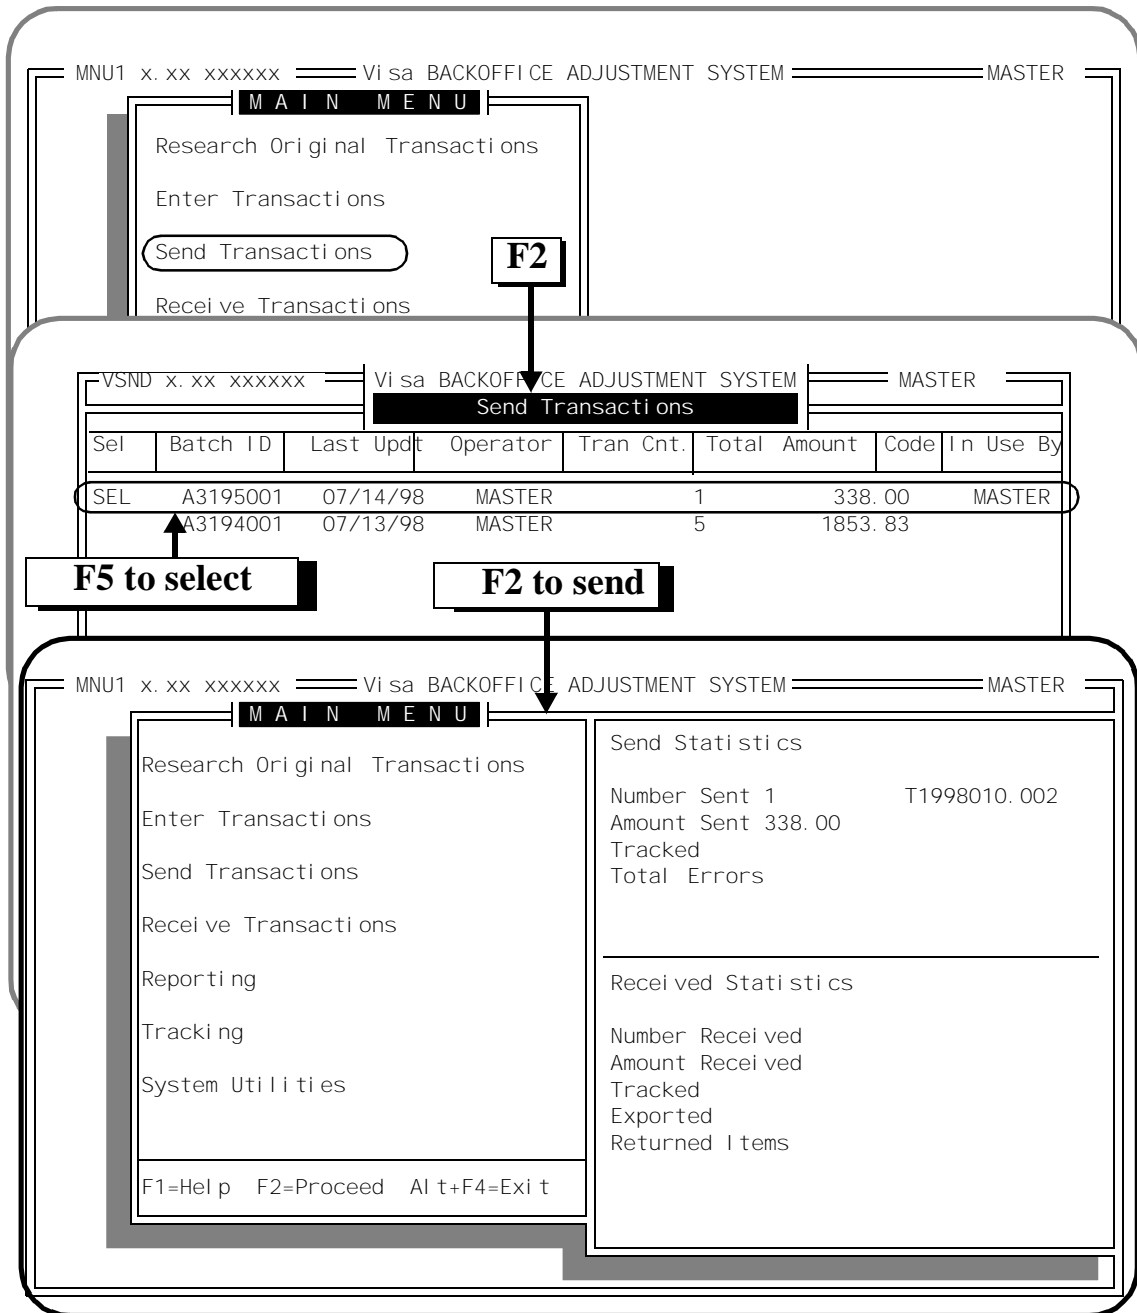 MNU1 x.xx xxxxxx Visa BACKOFFICE ADJUSTMENT SYSTEM MASTER
MAIN MENU
Research Original Transactions
Enter Transactions
Send Transactions
F2
Receive Transactions
VSND x.xx xxxxxx Visa BACKOFFICE ADJUSTMENT SYSTEM MASTER
Send Transactions
Sel Batch ID Last Updt Operator Tran Cnt. Total Amount Code In Use By
SEL A3195001 07/14/98 MASTER 1 338.00 MASTER
A3194001 07/13/98 MASTER 5 1853.83
F5 to select
F2 to send
MNU1 x.xx xxxxxx Visa BACKOFFICE ADJUSTMENT SYSTEM MASTER
MAIN MENU
Research Original Transactions
Enter Transactions
Send Transactions
Receive Transactions
Reporting
Tracking
System Utilities
F1=Help F2=Proceed Alt+F4=Exit
Send Statistics
Number Sent 1 T1998010.002
Amount Sent 338.00
Tracked
Total Errors
Received Statistics
Number Received
Amount Received
Tracked
Exported
Returned Items